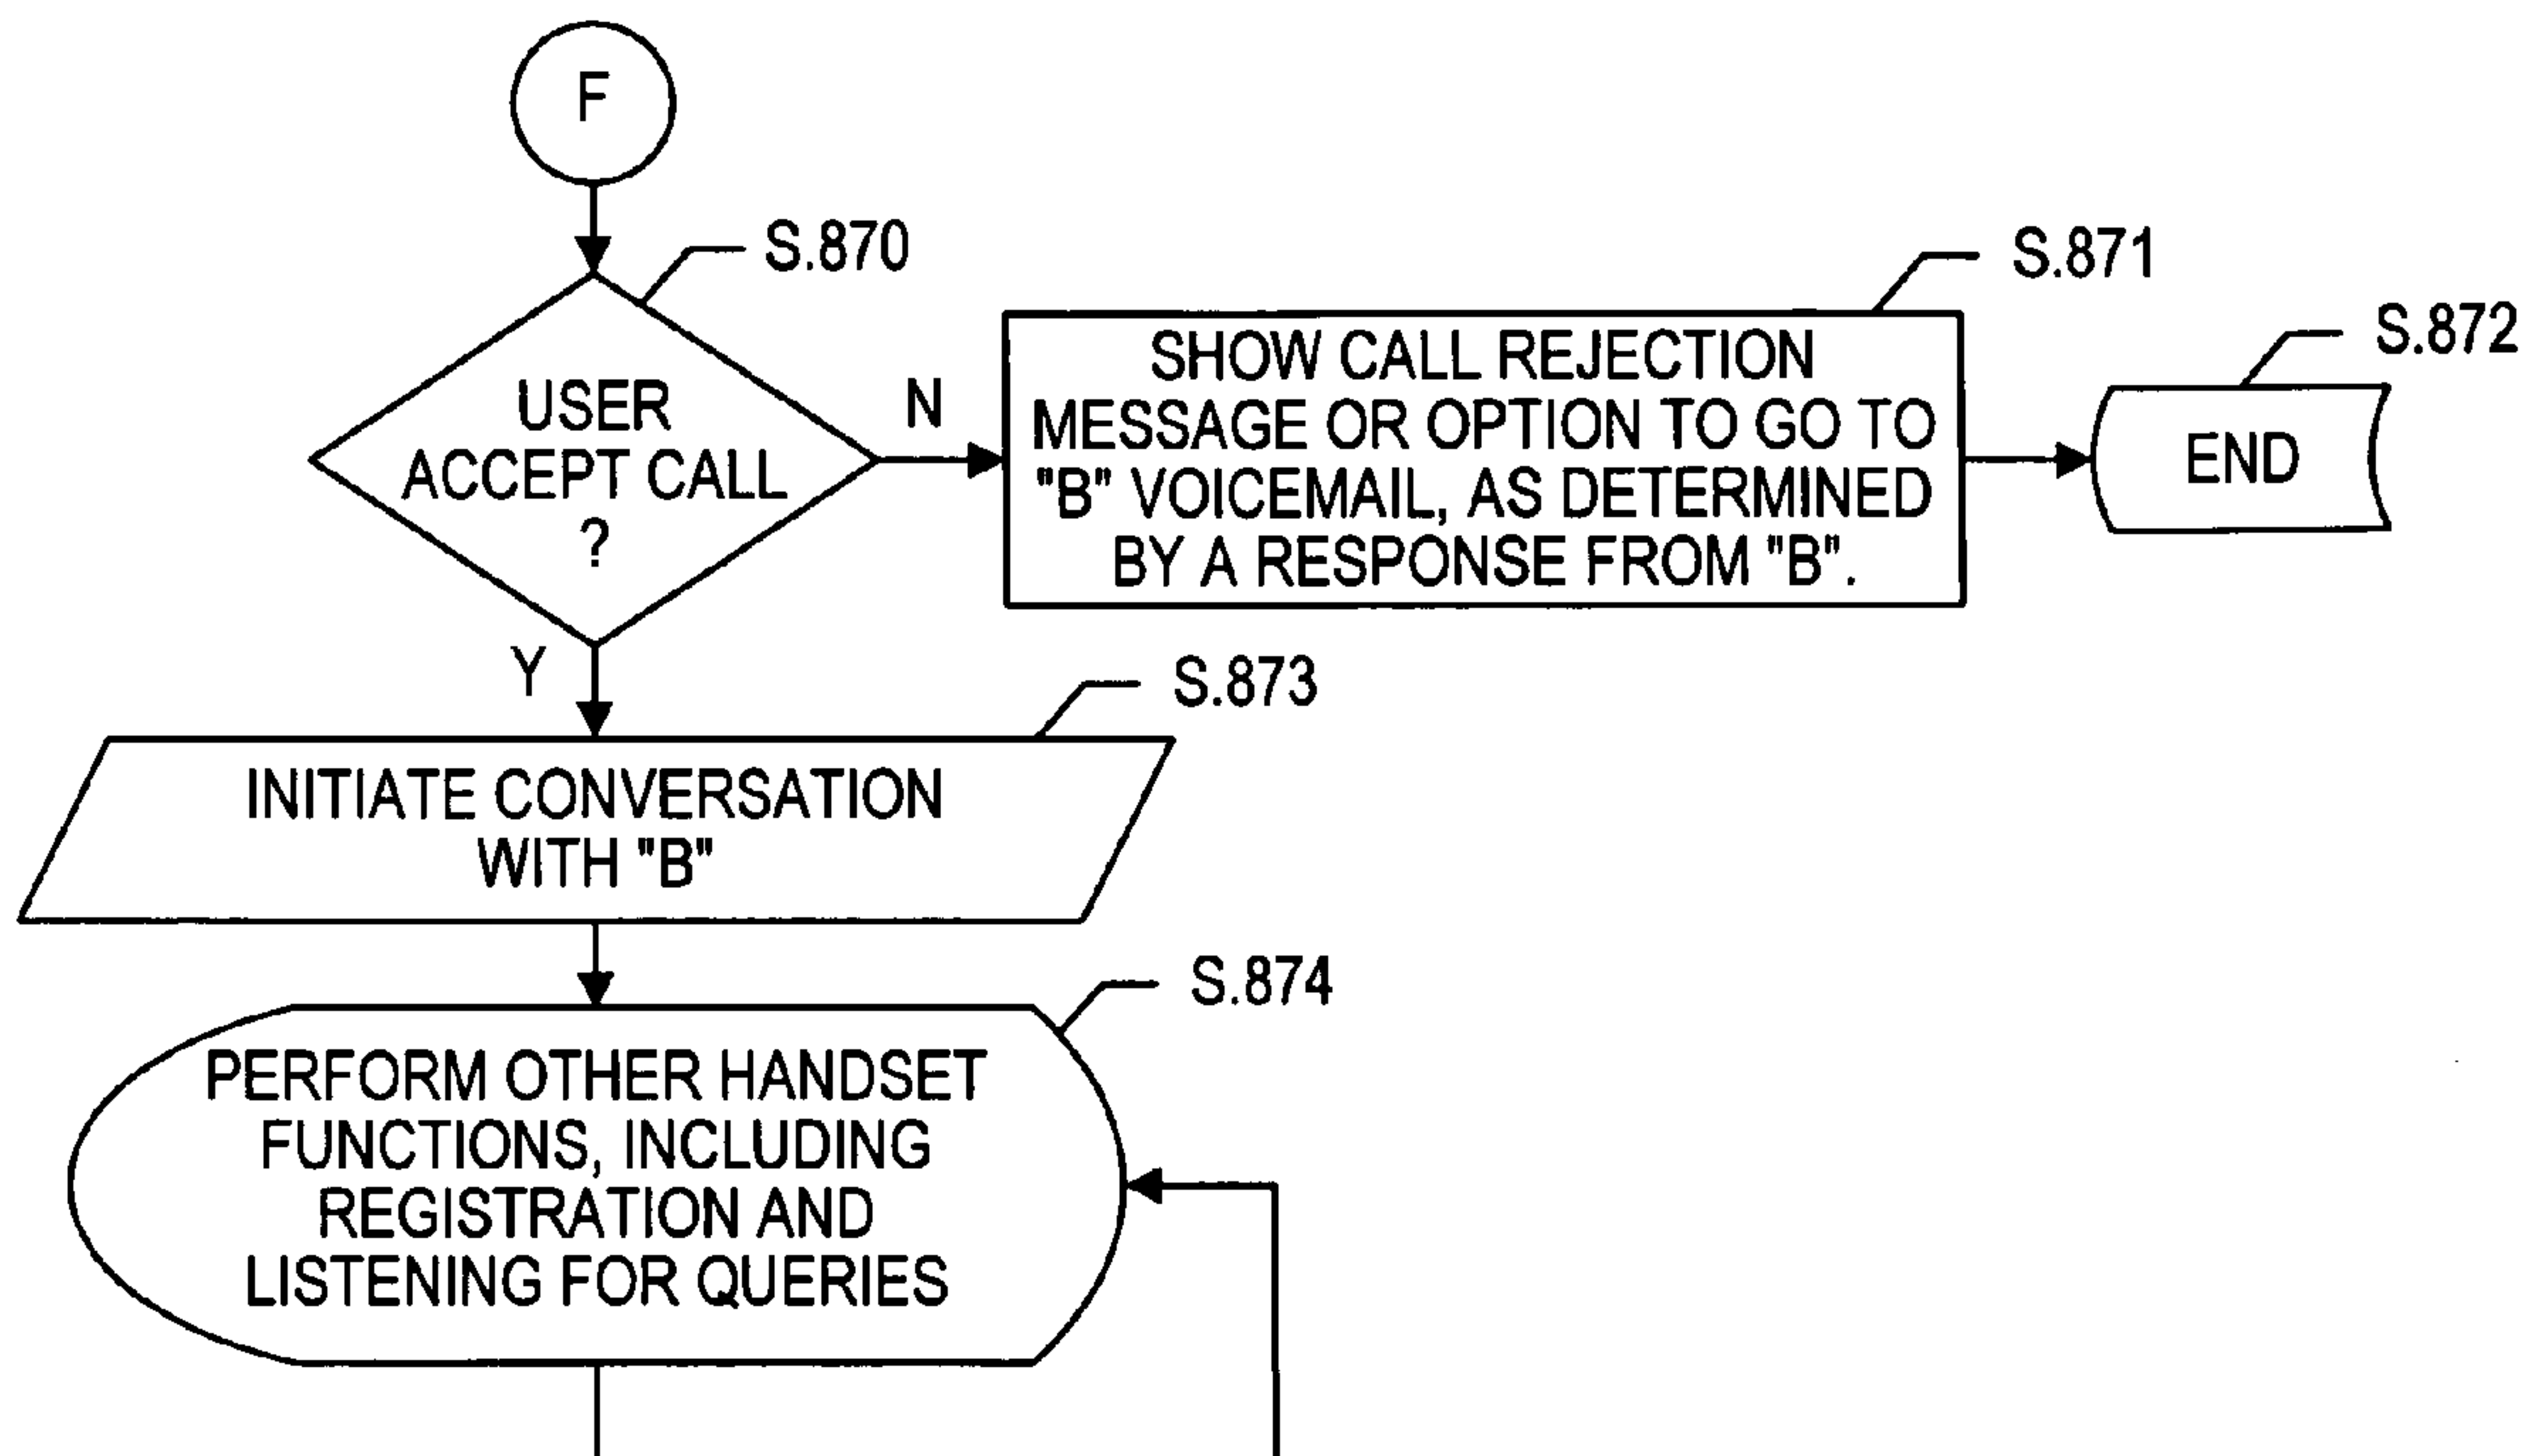 F
S.870
USER
ACCEPT CALL
?
N
S.871
SHOW CALL REJECTION
MESSAGE OR OPTION TO GO TO
"B" VOICEMAIL, AS DETERMINED
BY A RESPONSE FROM "B".
S.872
END
Y
S.873
INITIATE CONVERSATION
WITH "B"
S.874
PERFORM OTHER HANDSET
FUNCTIONS, INCLUDING
REGISTRATION AND
LISTENING FOR QUERIES